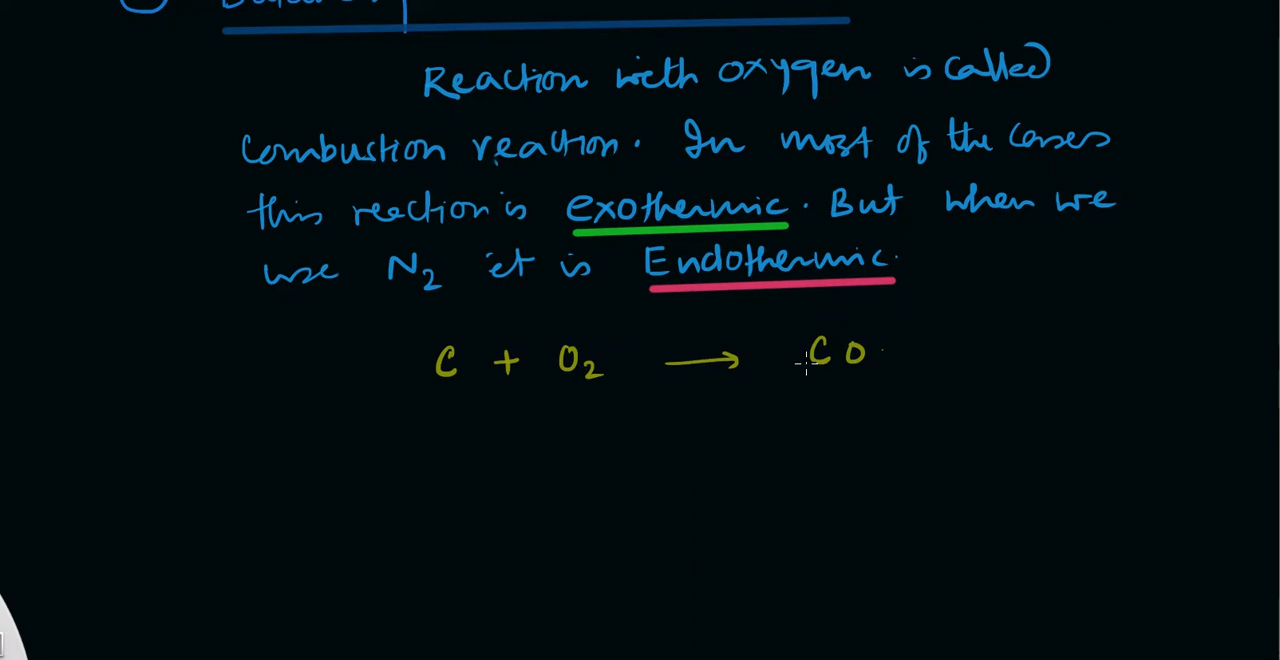 Reaction with oxygen is called
Combustion reaction. In most of the cases
this reaction is exothermic. But when we
use N2 it is Endothermic.
C + O2 ⟶ CO